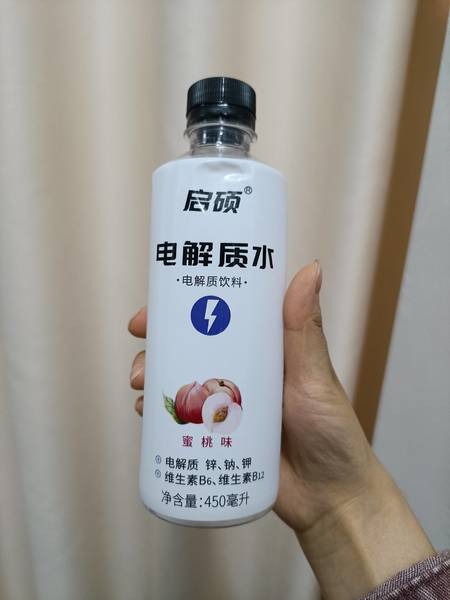 启硕®
电解质水
·电解质饮料·
蜜桃味
电解质 锌、钠、钾
维生素B6、维生素B12
净含量:450毫升